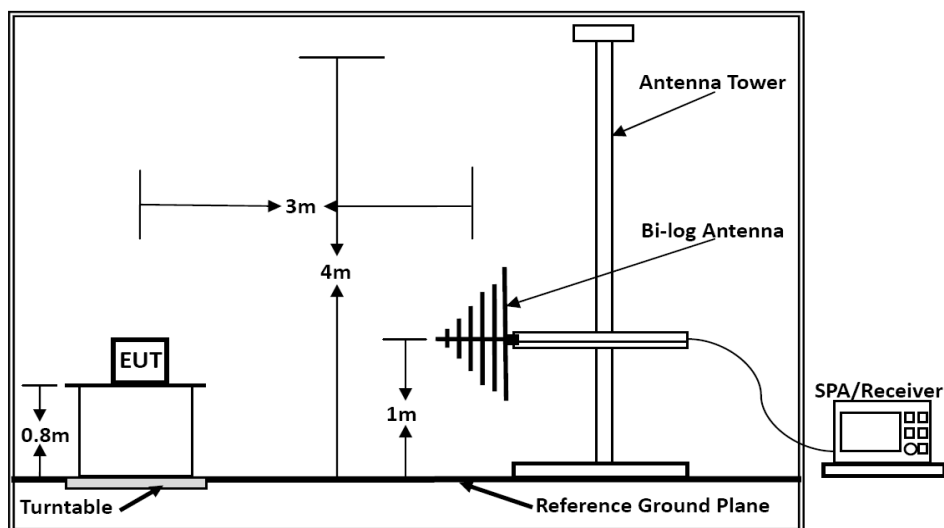 Antenna Tower
3m
Bi-log Antenna
4m
EUT
SPA/Receiver
1m
0.8m
Turntable
Reference Ground Plane